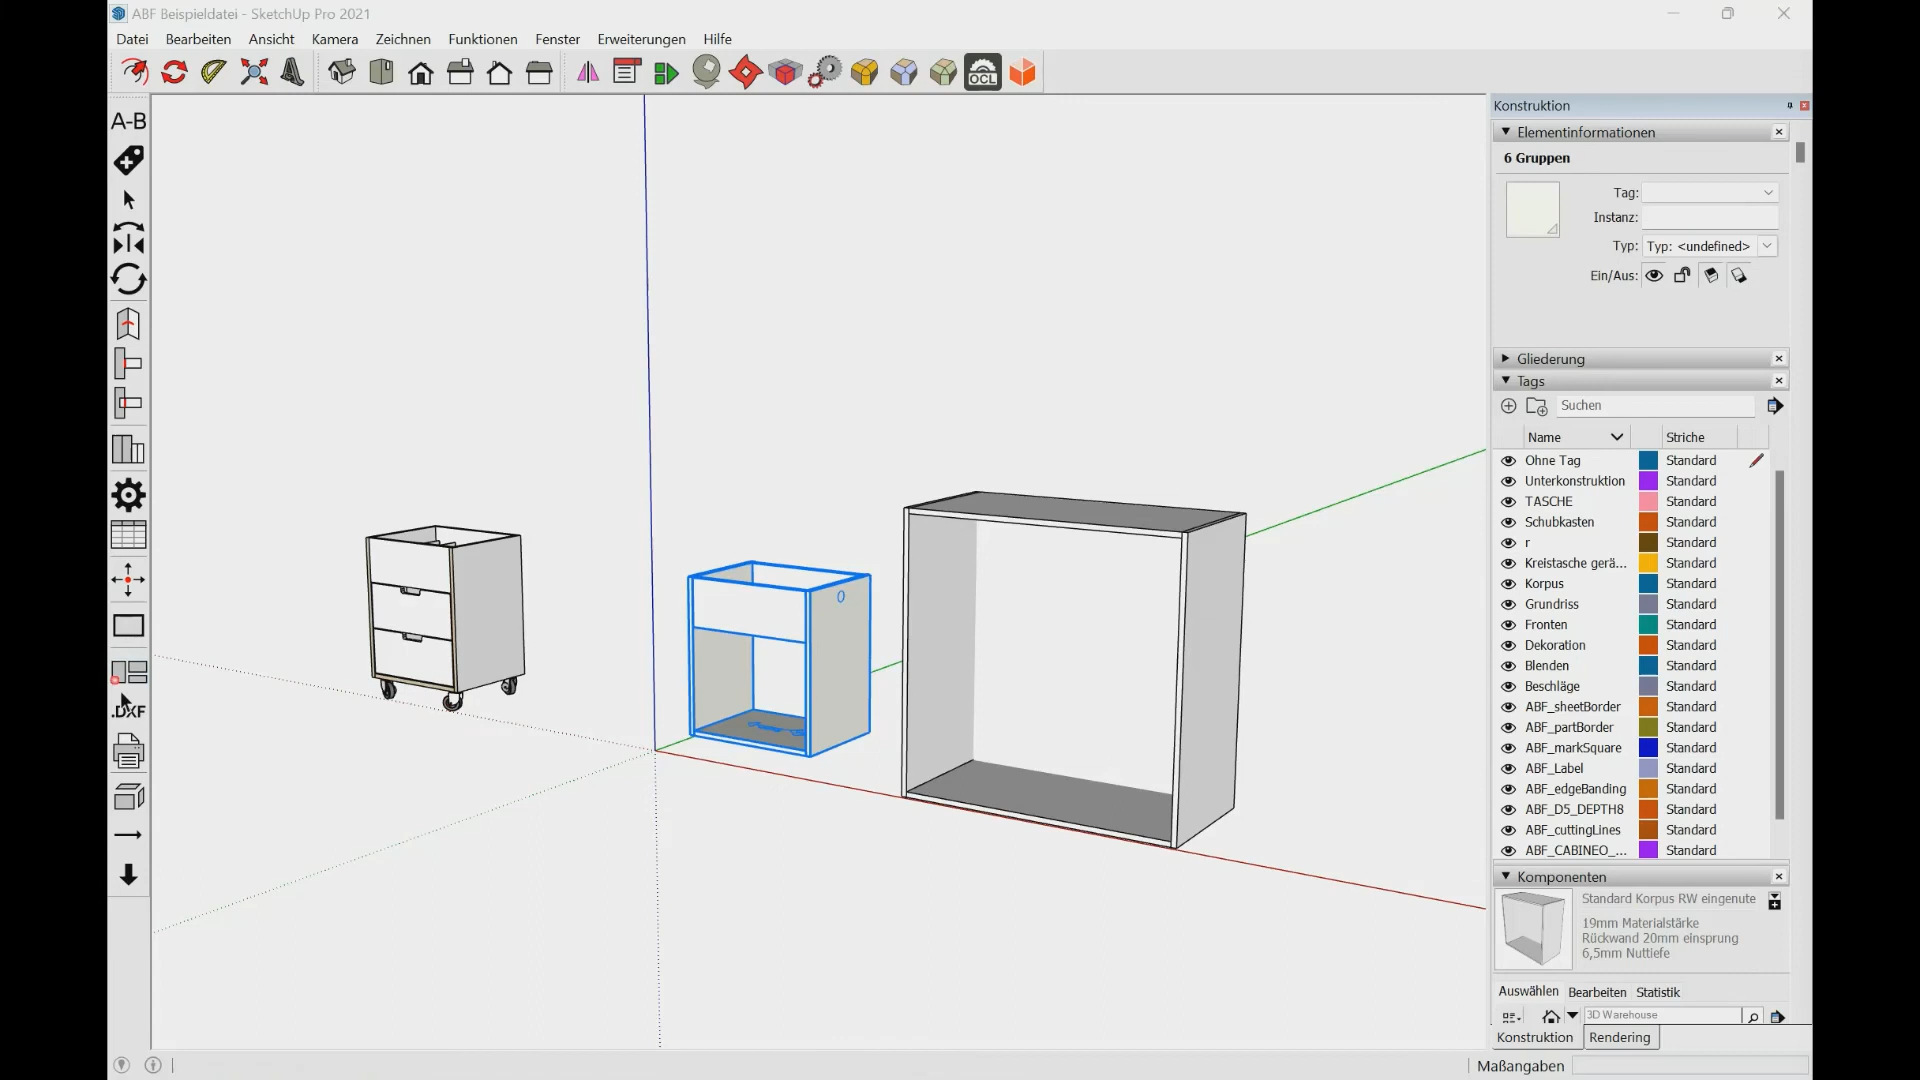 ABF Beispieldatei - SketchUp Pro 2021
Datei Bearbeiten Ansicht Kamera Zeichnen Funktionen Fenster Erweiterungen Hilfe
OCL
A-B
.DXF
Konstruktion
Elementinformationen
6 Gruppen
Tag:
Instanz:
Typ: Typ: <undefined>
Ein/Aus:
Gliederung
Tags
Suchen
Name Striche
Ohne Tag Standard
Unterkonstruktion Standard
TASCHE Standard
Schubkasten Standard
r Standard
Kreistasche gerä... Standard
Korpus Standard
Grundriss Standard
Fronten Standard
Dekoration Standard
Blenden Standard
Beschläge Standard
ABF_sheetBorder Standard
ABF_partBorder Standard
ABF_markSquare Standard
ABF_Label Standard
ABF_edgeBanding Standard
ABF_D5_DEPTH8 Standard
ABF_cuttingLines Standard
ABF_CABINEO_... Standard
Komponenten
Standard Korpus RW eingenute
19mm Materialstärke
Rückwand 20mm einsprung
6,5mm Nuttiefe
Auswählen Bearbeiten Statistik
3D Warehouse
Konstruktion Rendering
Maßangaben